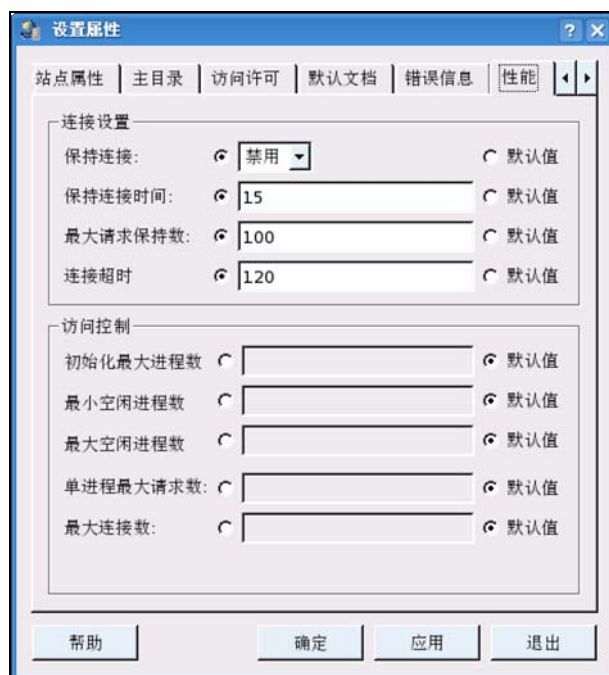 设置属性
站点属性 主目录 访问许可 默认文档 错误信息 性能
连接设置
保持连接: 禁用 默认值
保持连接时间: 15 默认值
最大请求保持数: 100 默认值
连接超时 120 默认值
访问控制
初始化最大进程数 默认值
最小空闲进程数 默认值
最大空闲进程数 默认值
单进程最大请求数: 默认值
最大连接数: 默认值
帮助 确定 应用 退出